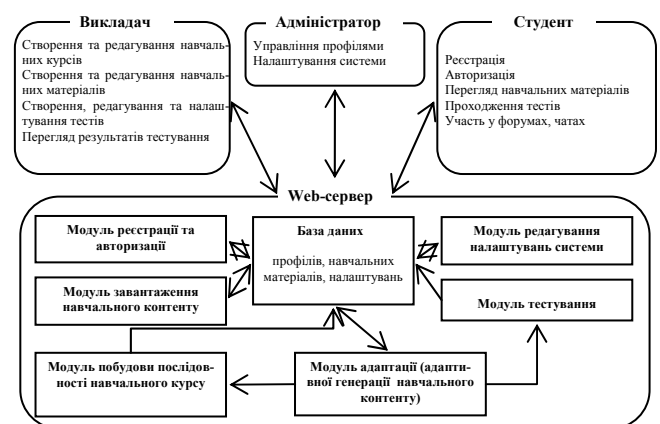 Викладач
Створення та редагування навчаль-
них курсів
Створення та редагування навчаль-
них матеріалів
Створення, редагування та налаш-
тування тестів
Перегляд результатів тестування
Адміністратор
Управління профілями
Налаштування системи
Студент
Реєстрація
Авторизація
Перегляд навчальних матеріалів
Проходження тестів
Участь у форумах, чатах
Web-сервер
Модуль реєстрації та
авторизації
База даних
профілів, навчальних
матеріалів, налаштувань
Модуль редагування
налаштувань системи
Модуль завантаження
навчального контенту
Модуль тестування
Модуль побудови послідов-
ності навчального курсу
Модуль адаптації (адапти-
вної генерації навчального
контенту)